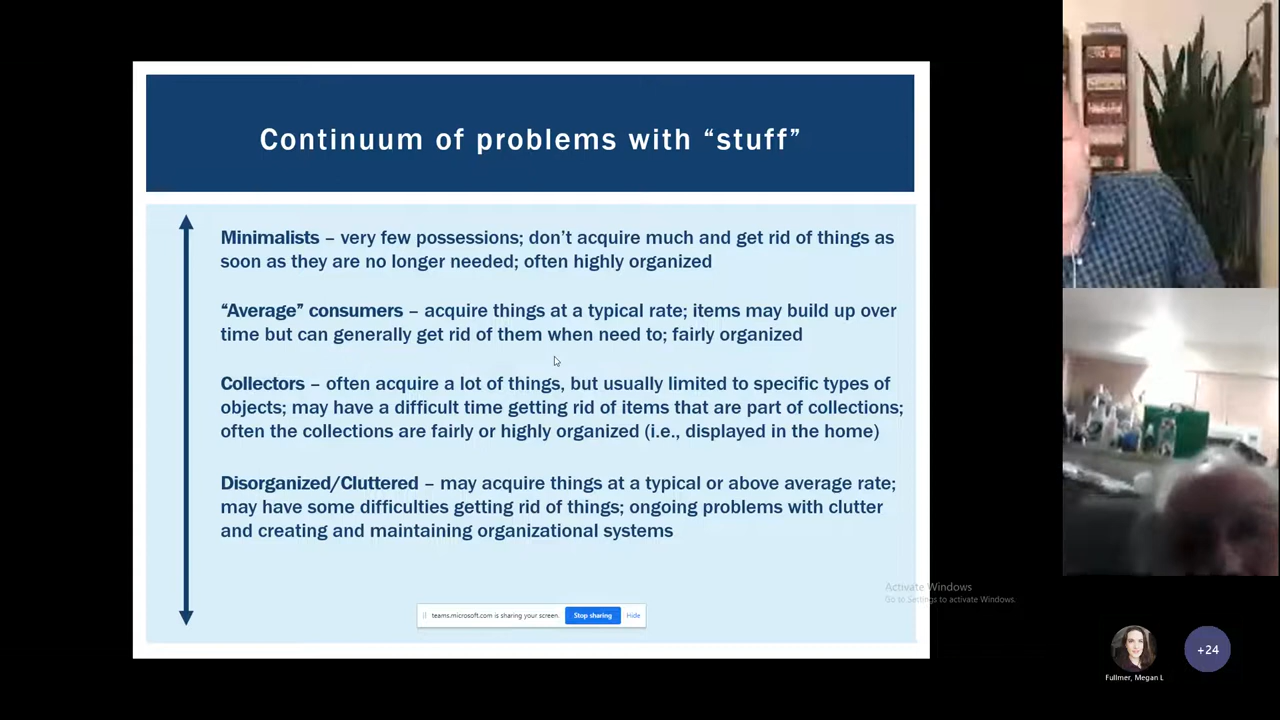 Continuum of problems with “stuff”
Minimalists – very few possessions; don’t acquire much and get rid of things as
soon as they are no longer needed; often highly organized
“Average” consumers – acquire things at a typical rate; items may build up over
time but can generally get rid of them when need to; fairly organized
Collectors – often acquire a lot of things, but usually limited to specific types of
objects; may have a difficult time getting rid of items that are part of collections;
often the collections are fairly or highly organized (i.e., displayed in the home)
Disorganized/Cluttered – may acquire things at a typical or above average rate;
may have some difficulties getting rid of things; ongoing problems with clutter
and creating and maintaining organizational systems
Activate Windows
Go to Settings to activate Windows.
teams.microsoft.com is sharing your screen.
Stop sharing
Hide
+24
Fullmer, Megan L